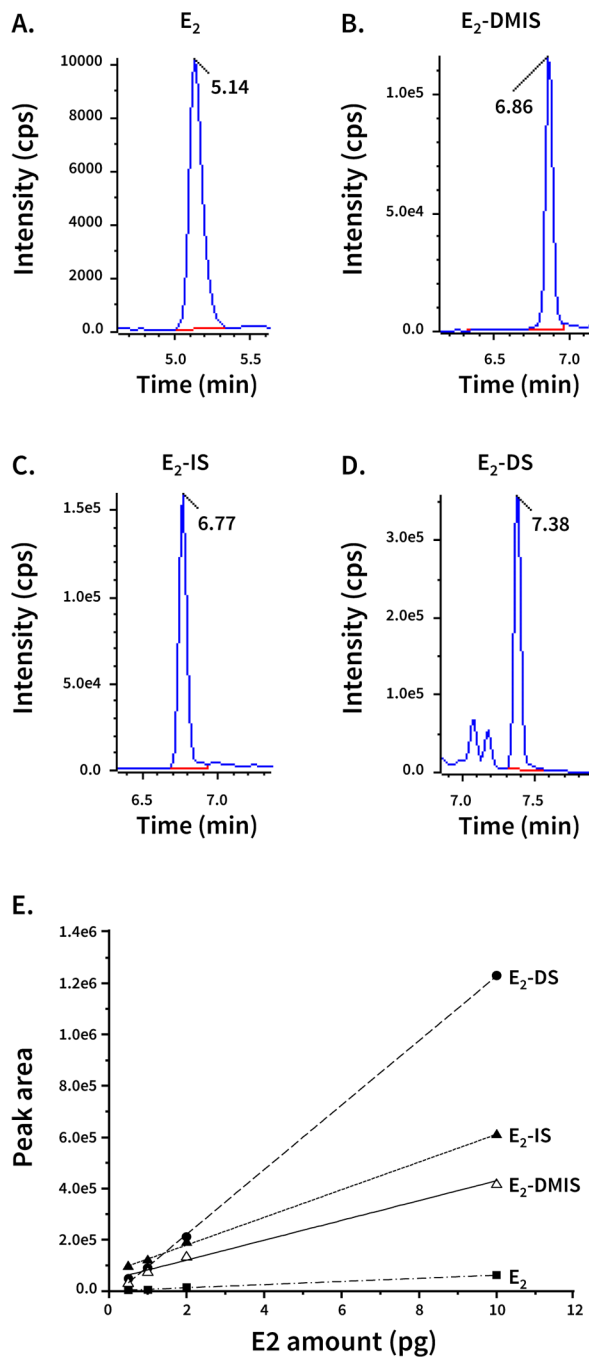 A.
E₂
Intensity (cps)
10000
8000
6000
4000
2000
0.0
5.14
5.0
5.5
Time (min)
B.
E₂-DMIS
Intensity (cps)
1.0e5
5.0e4
0.0
6.86
6.5
7.0
Time (min)
C.
E₂-IS
Intensity (cps)
1.5e5
1.0e5
5.0e4
0.0
6.77
6.5
7.0
Time (min)
D.
E₂-DS
Intensity (cps)
3.0e5
2.0e5
1.0e5
0.0
7.38
7.0
7.5
Time (min)
E.
Peak area
1.4e6
1.2e6
1.0e6
8.0e5
6.0e5
4.0e5
2.0e5
0.0
E₂-DS
E₂-IS
E₂-DMIS
E₂
0
2
4
6
8
10
12
E2 amount (pg)